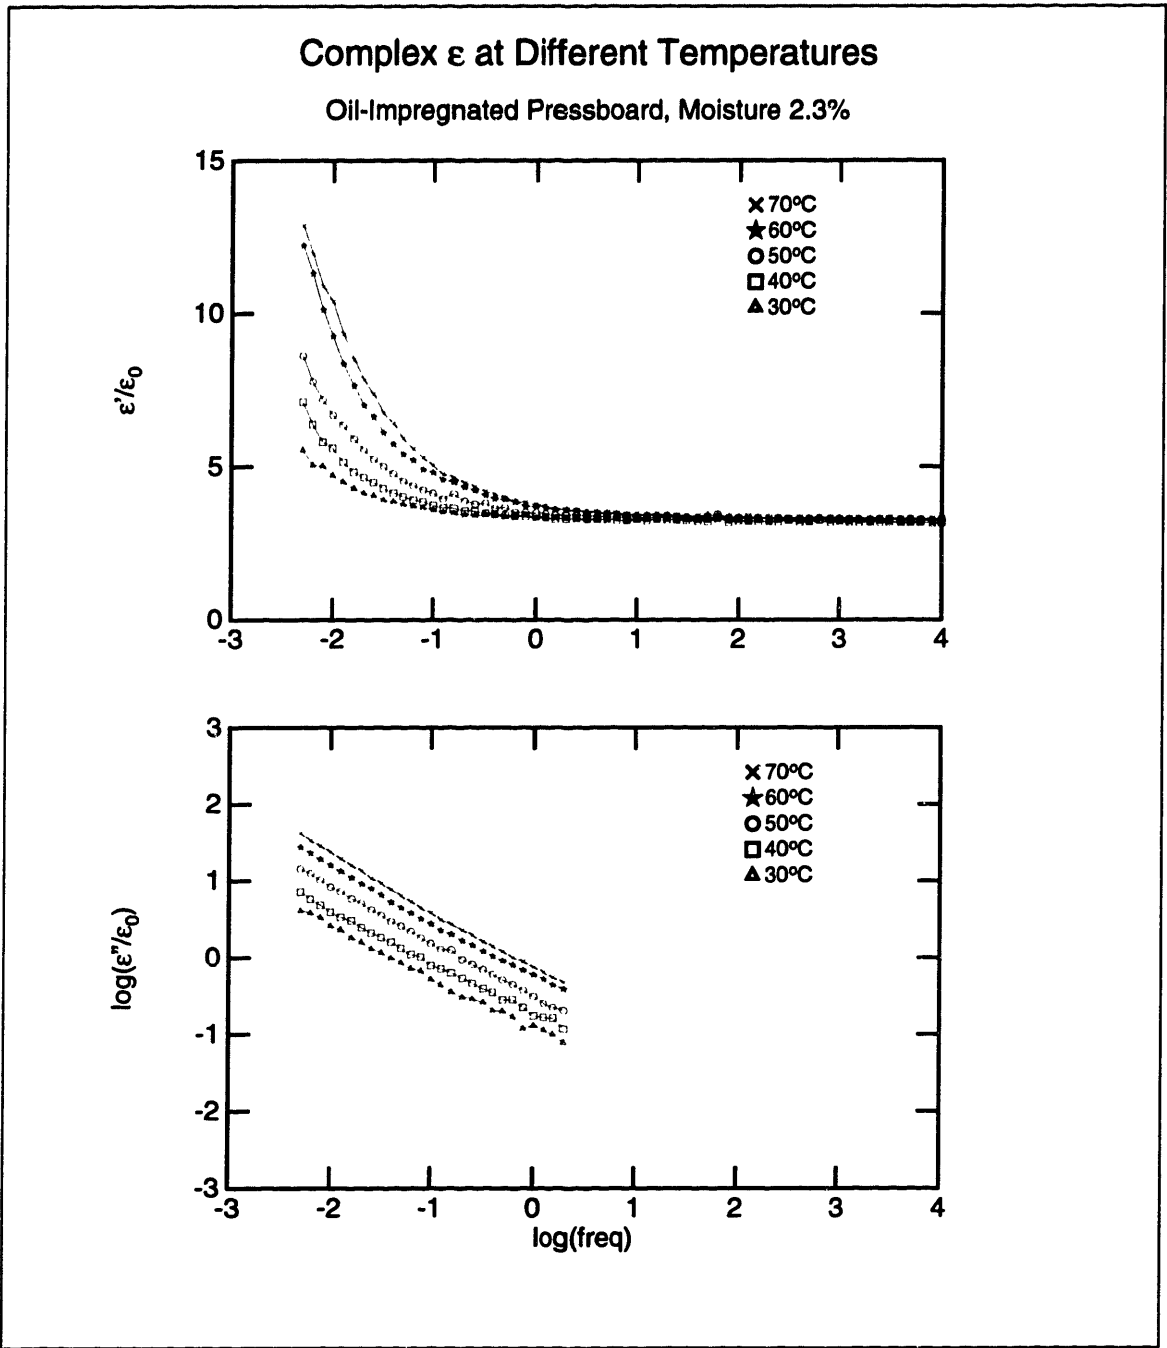 Complex ε at Different Temperatures
Oil-Impregnated Pressboard, Moisture 2.3%
15
10
5
0
ε'/ε₀
70ºC
60ºC
50ºC
40ºC
30ºC
-3 -2 -1 0 1 2 3 4
3
2
1
0
-1
-2
-3
log(ε"/ε₀)
70ºC
60ºC
50ºC
40ºC
30ºC
-3 -2 -1 0 1 2 3 4
log(freq)